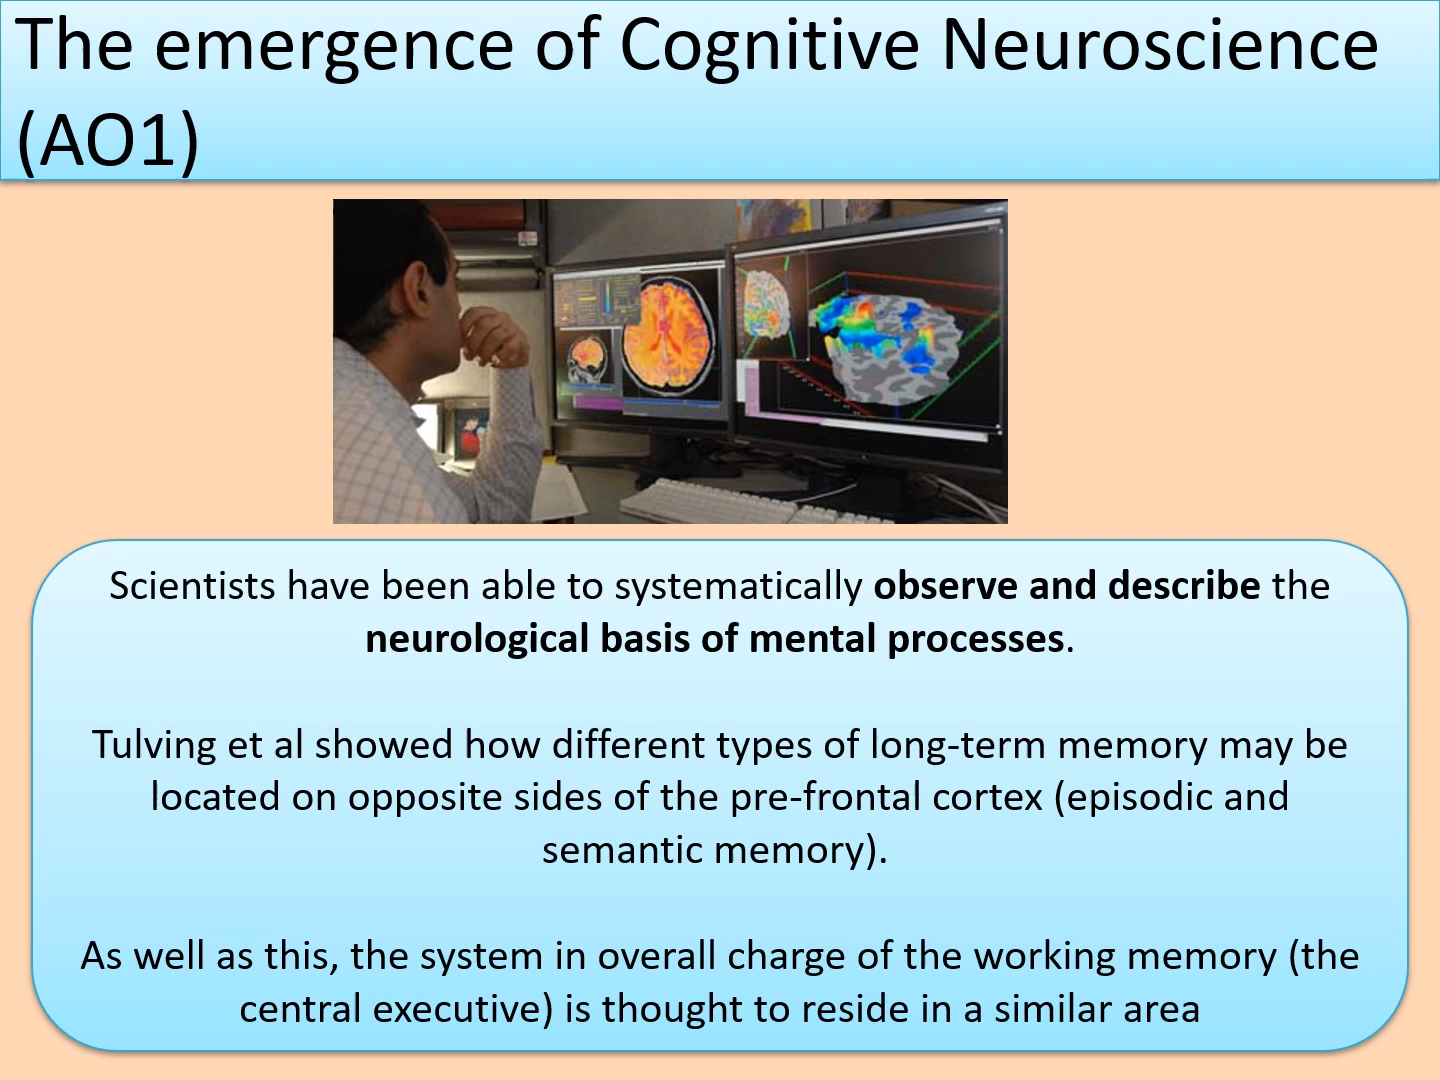 The emergence of Cognitive Neuroscience
(AO1)
Scientists have been able to systematically observe and describe the
neurological basis of mental processes.
Tulving et al showed how different types of long-term memory may be
located on opposite sides of the pre-frontal cortex (episodic and
semantic memory).
As well as this, the system in overall charge of the working memory (the
central executive) is thought to reside in a similar area